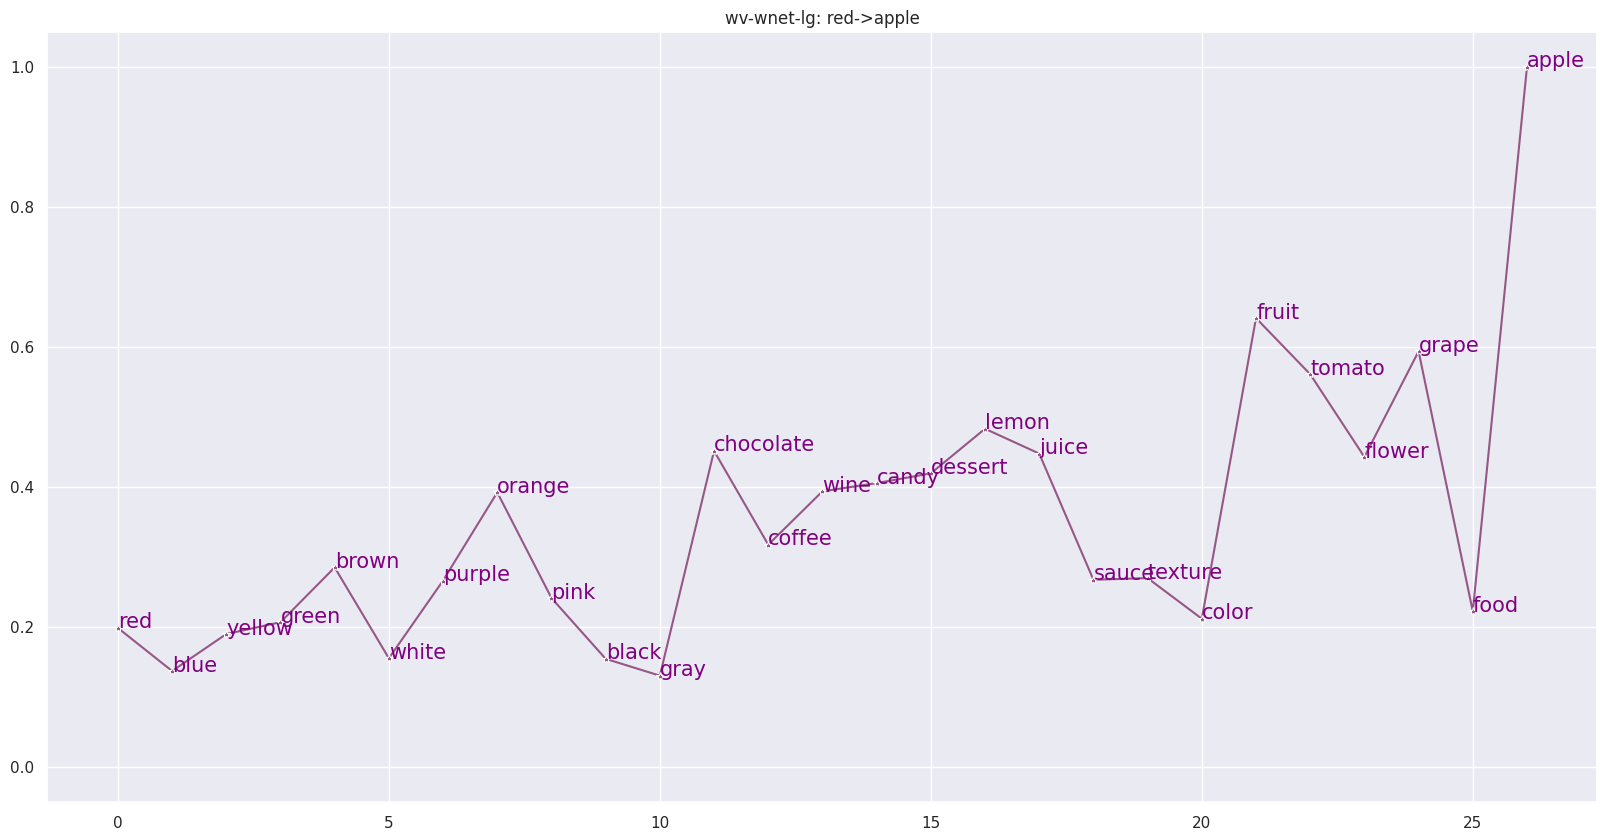 wv-wnet-lg: red->apple
1.0
0.8
0.6
0.4
0.2
0.0
red
blue
yellow
green
brown
white
purple
orange
pink
black
gray
chocolate
coffee
wine
candy
dessert
lemon
juice
sauce
texture
color
fruit
tomato
flower
grape
food
apple
0
5
10
15
20
25